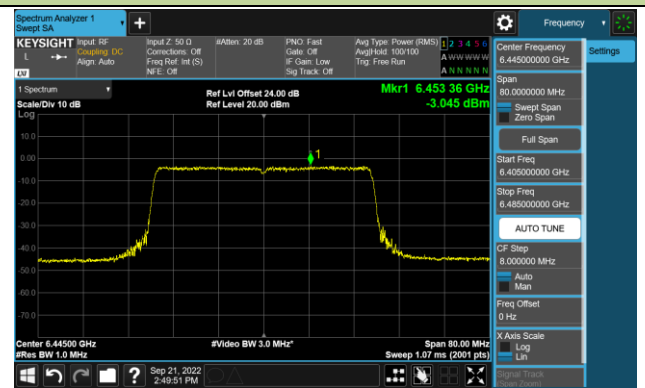 Spectrum Analyzer 1
Swept SA
Frequency
KEYSIGHT
L
LXI
Input: RF
Coupling: DC
Align: Auto
Input Z: 50 Ω
Corrections: Off
Freq Ref: Int (S)
NFE: Off
#Atten: 20 dB
PNO: Fast
Gate: Off
IF Gain: Low
Sig Track: Off
Avg Type: Power (RMS)
Avg|Hold: 100/100
Trig: Free Run
1 2 3 4 5 6
A W W W W W
A N N N N N
Center Frequency
6.445000000 GHz
Settings
1 Spectrum
Scale/Div 10 dB
Log
Ref Lvl Offset 24.00 dB
Ref Level 20.00 dBm
Mkr1 6.453 36 GHz
-3.045 dBm
Span
80.0000000 MHz
Swept Span
Zero Span
Full Span
Start Freq
6.405000000 GHz
Stop Freq
6.485000000 GHz
AUTO TUNE
CF Step
8.000000 MHz
Auto
Man
Freq Offset
0 Hz
X Axis Scale
Log
Lin
Signal Track
(Span Zoom)
10.0
0.00
-10.0
-20.0
-30.0
-40.0
-50.0
-60.0
-70.0
1
Center 6.44500 GHz
#Res BW 1.0 MHz
#Video BW 3.0 MHz*
Span 80.00 MHz
Sweep 1.07 ms (2001 pts)
?
Sep 21, 2022
2:49:51 PM